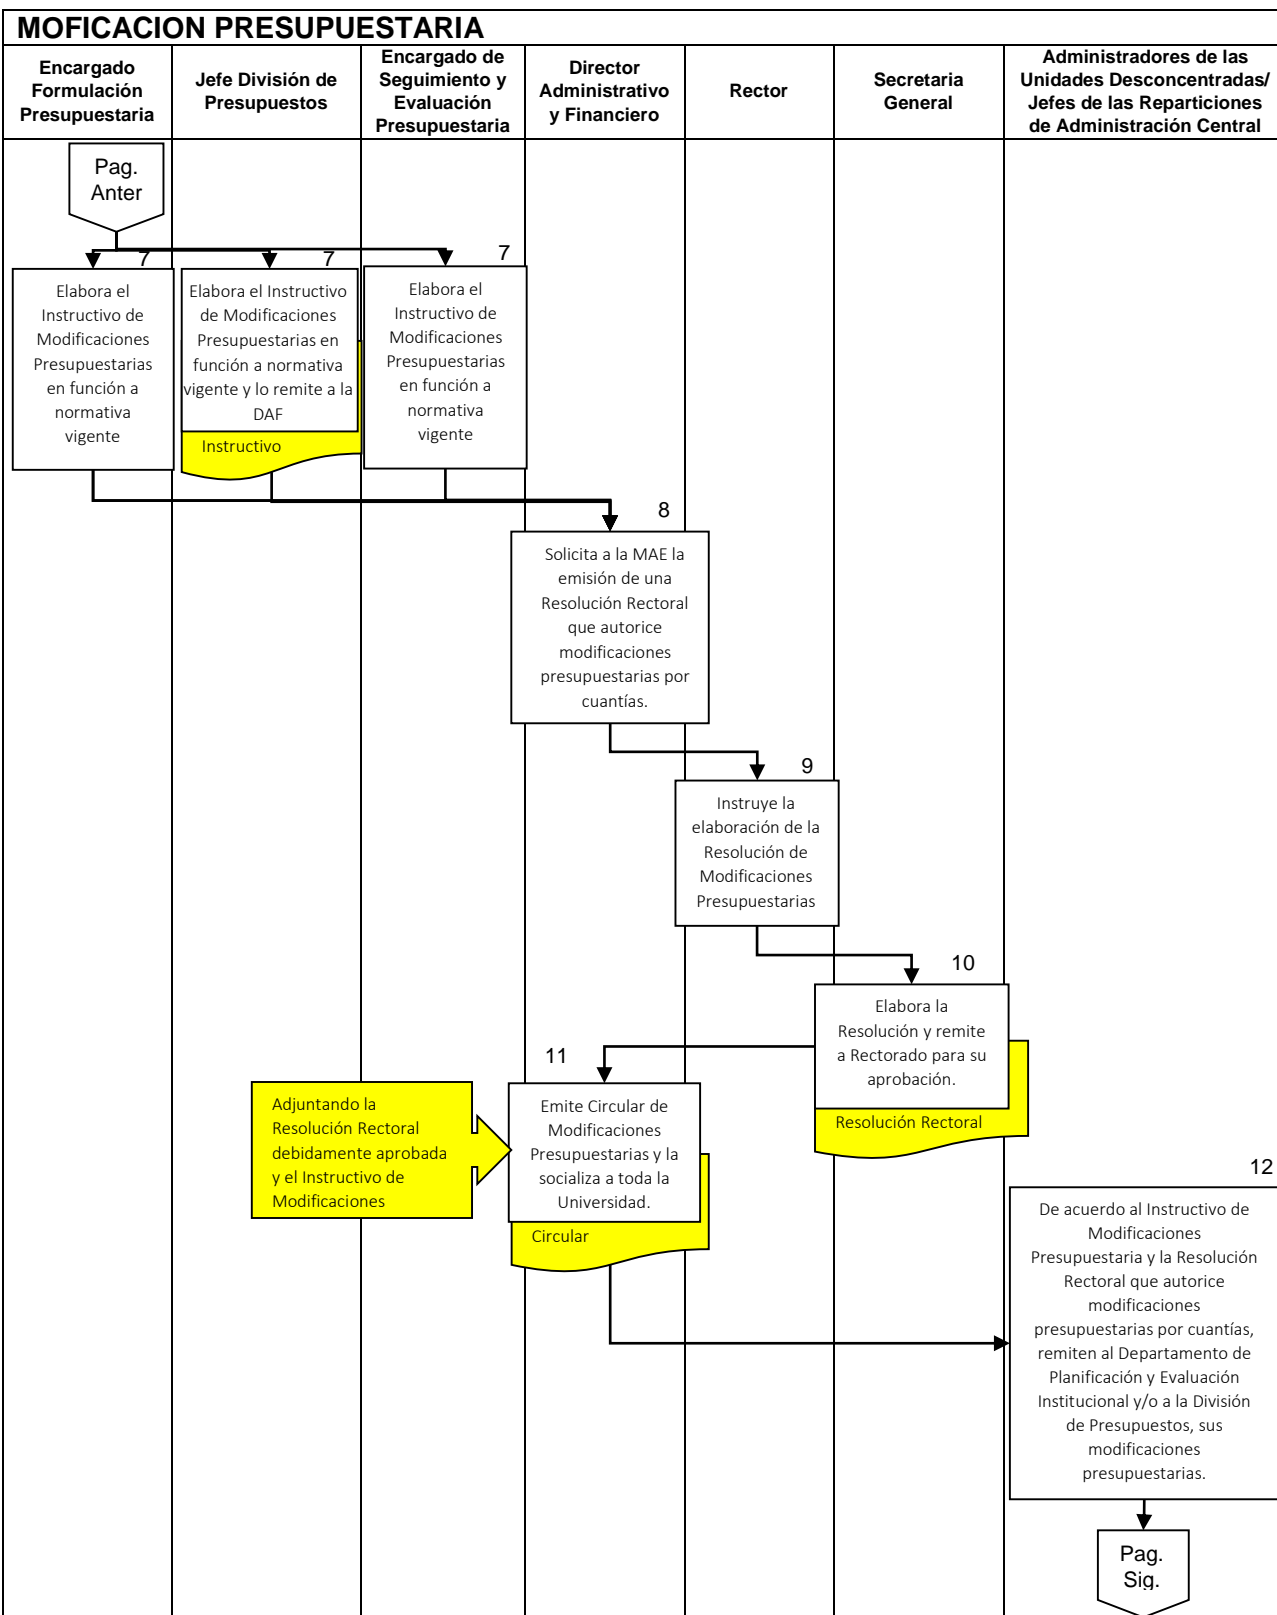 MOFICACION PRESUPUESTARIA
Encargado
Formulación
Presupuestaria
Jefe División de
Presupuestos
Encargado de
Seguimiento y
Evaluación
Presupuestaria
Director
Administrativo
y Financiero
Rector
Secretaria
General
Administradores de las
Unidades Desconcentradas/
Jefes de las Reparticiones
de Administración Central
Pag.
Anter
7
Elabora el
Instructivo de
Modificaciones
Presupuestarias
en función a
normativa
vigente
7
Elabora el Instructivo
de Modificaciones
Presupuestarias en
función a normativa
vigente y lo remite a la
DAF
Instructivo
7
Elabora el
Instructivo de
Modificaciones
Presupuestarias
en función a
normativa
vigente
8
Solicita a la MAE la
emisión de una
Resolución Rectoral
que autorice
modificaciones
presupuestarias por
cuantías.
9
Instruye la
elaboración de la
Resolución de
Modificaciones
Presupuestarias
10
Elabora la
Resolución y remite
a Rectorado para su
aprobación.
Resolución Rectoral
11
Adjuntando la
Resolución Rectoral
debidamente aprobada
y el Instructivo de
Modificaciones
Emite Circular de
Modificaciones
Presupuestarias y la
socializa a toda la
Universidad.
Circular
12
De acuerdo al Instructivo de
Modificaciones
Presupuestaria y la Resolución
Rectoral que autorice
modificaciones
presupuestarias por cuantías,
remiten al Departamento de
Planificación y Evaluación
Institucional y/o a la División
de Presupuestos, sus
modificaciones
presupuestarias.
Pag.
Sig.